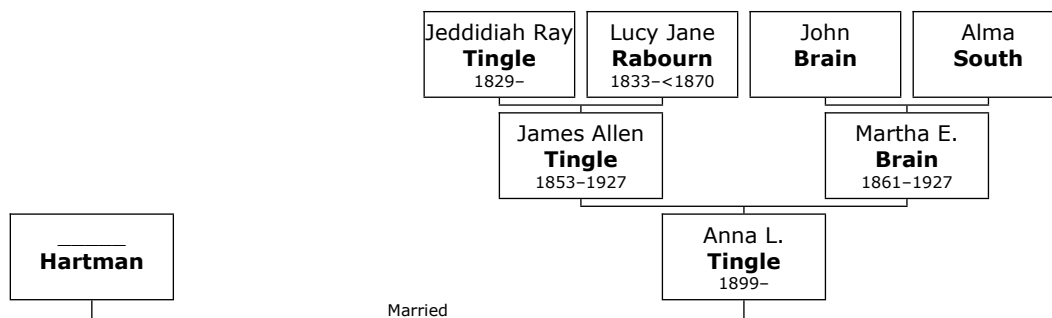 Jeddidiah Ray
Tingle
1829–
Lucy Jane
Rabourn
1833–<1870
John
Brain
Alma
South
James Allen
Tingle
1853–1927
Martha E.
Brain
1861–1927
______
Hartman
Anna L.
Tingle
1899–
Married